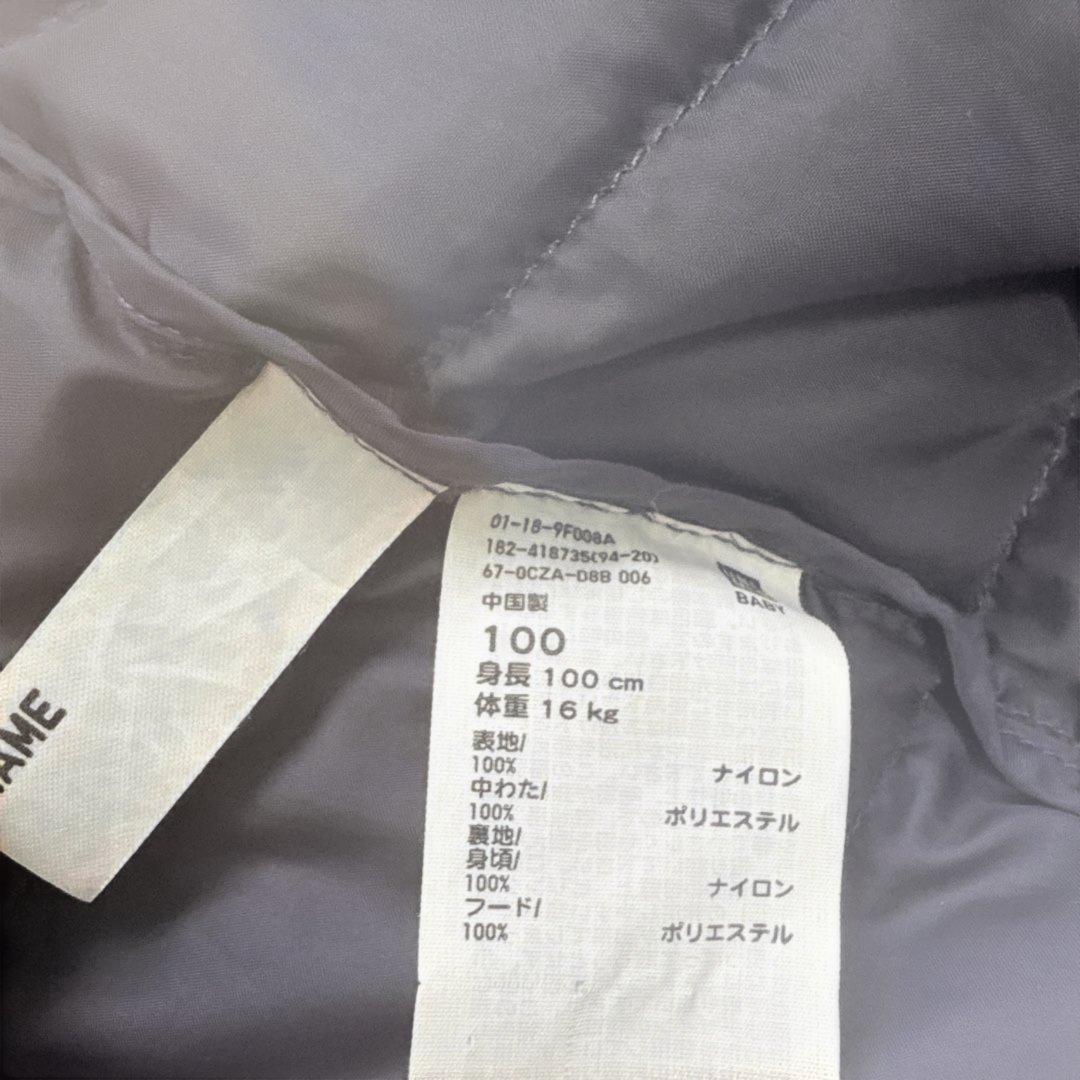 01-18-9F008A
182-418735(94-20)
67-0CZA-D8B 006
BABY
中国製
100
身長 100 cm
体重 16 kg
表地/
100% ナイロン
中わた/
100% ポリエステル
裏地/
身頃/
100% ナイロン
フード/
100% ポリエステル
AME